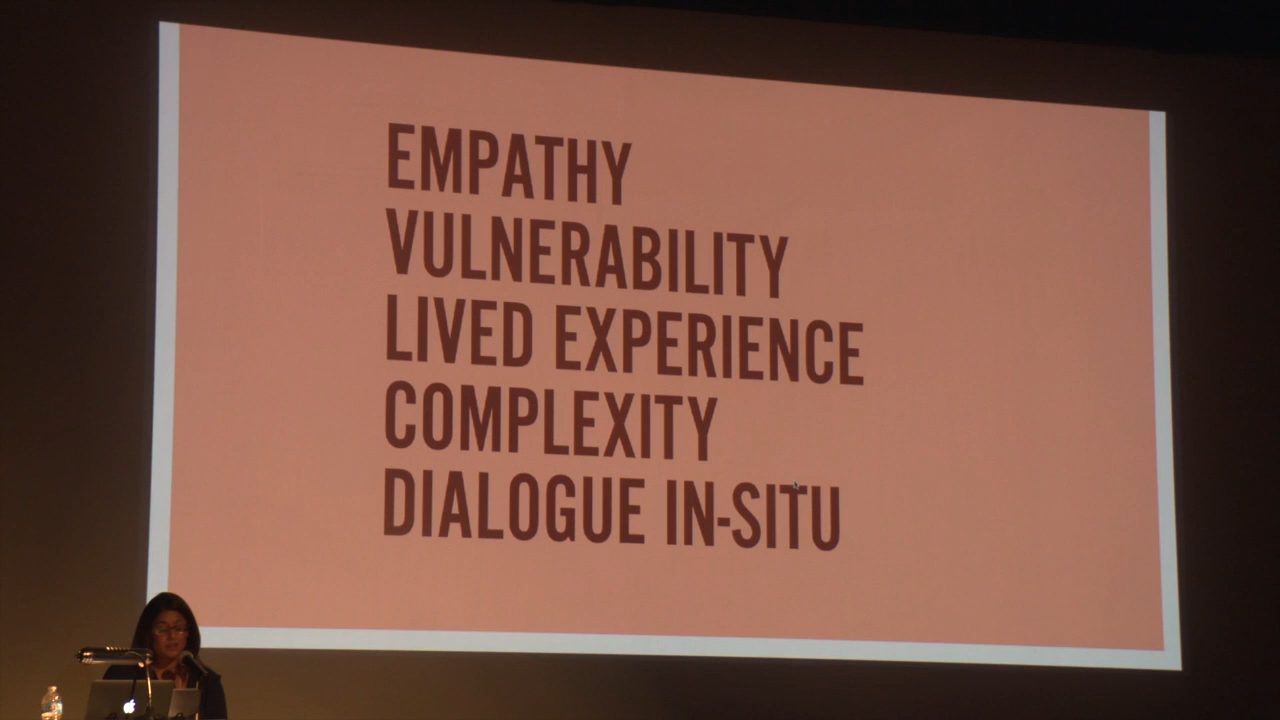 EMPATHY
VULNERABILITY
LIVED EXPERIENCE
COMPLEXITY
DIALOGUE IN-SITU